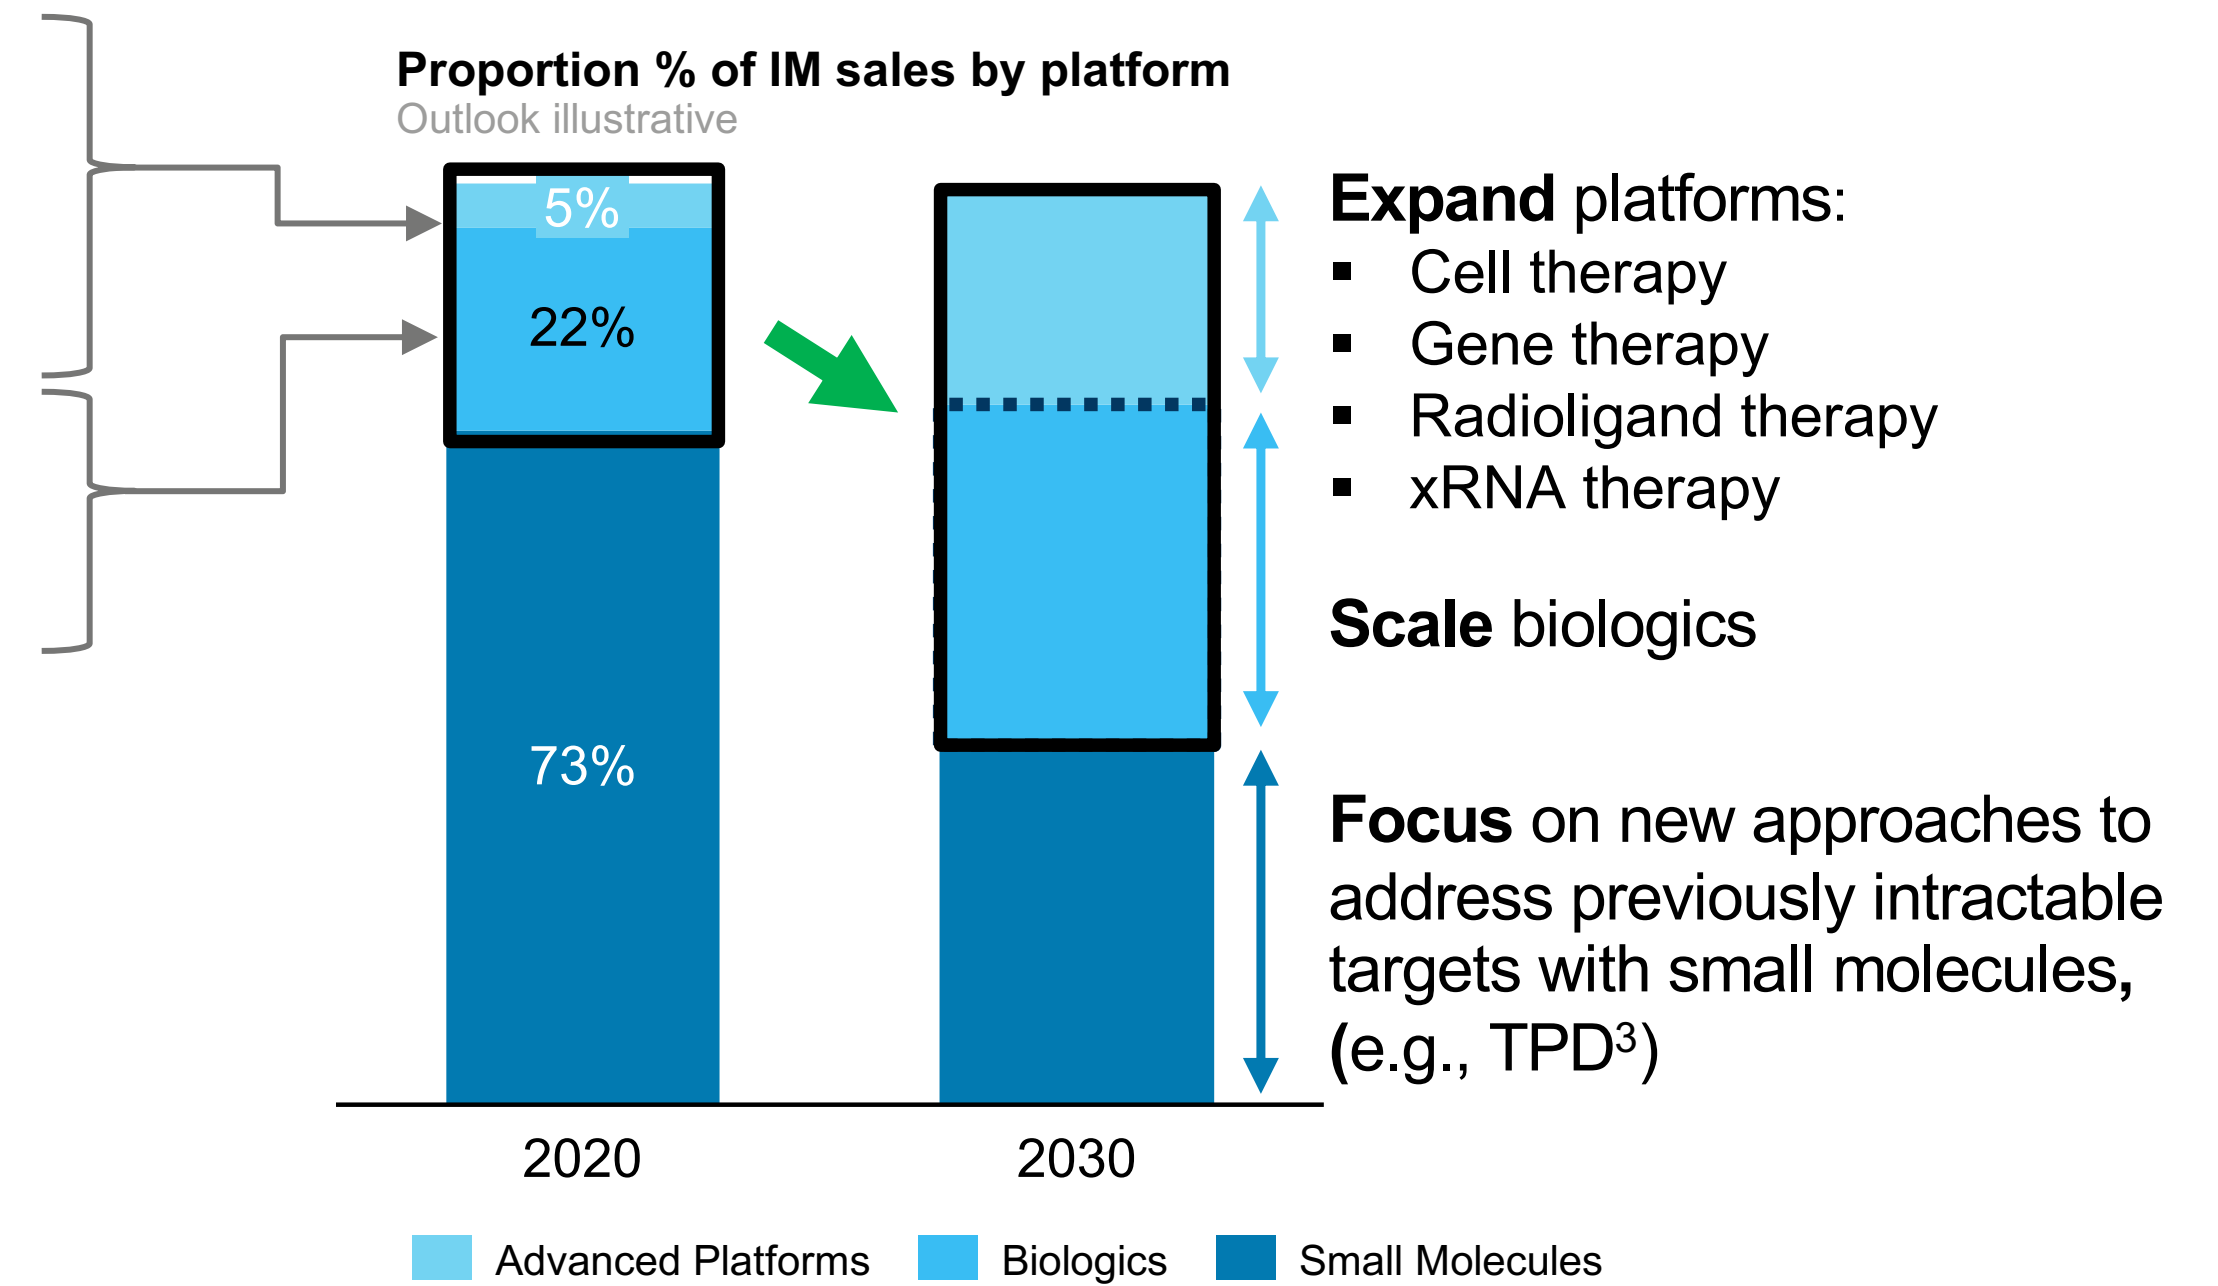 Proportion % of IM sales by platform
Outlook illustrative
5%
22%
73%
2020
2030
Expand platforms:
▪ Cell therapy
▪ Gene therapy
▪ Radioligand therapy
▪ xRNA therapy
Scale biologics
Focus on new approaches to
address previously intractable
targets with small molecules,
(e.g., TPD³)
Advanced Platforms
Biologics
Small Molecules